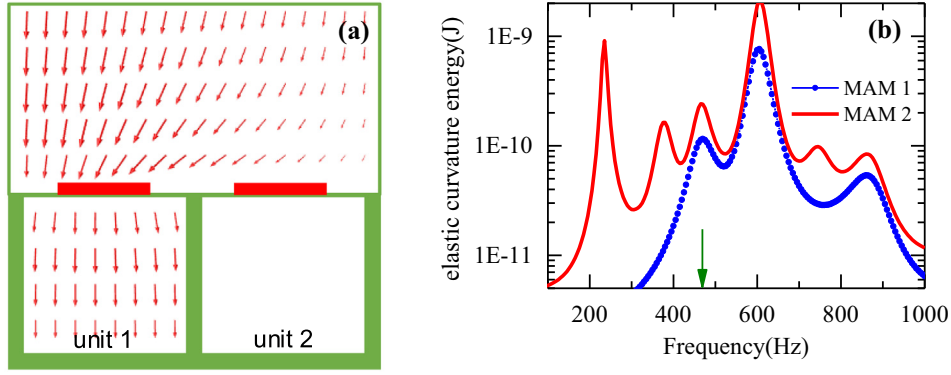 (a)
unit 1
unit 2
(b)
elastic curvature energy(J)
1E-9
1E-10
1E-11
MAM 1
MAM 2
200
400
600
800
1000
Frequency(Hz)